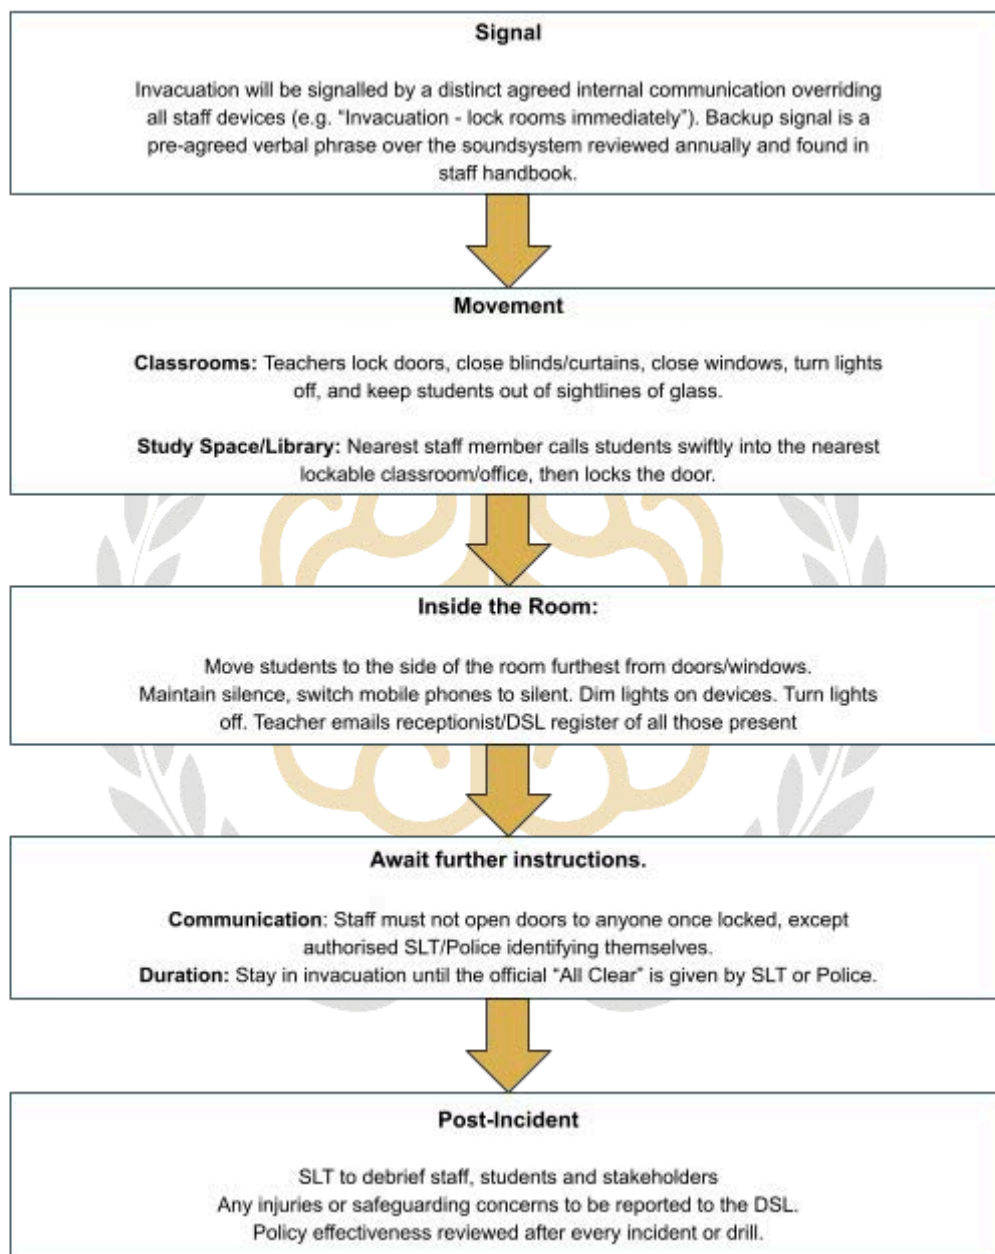 Signal
Invacuation will be signalled by a distinct agreed internal communication overriding
all staff devices (e.g. “Invacuation - lock rooms immediately”). Backup signal is a
pre-agreed verbal phrase over the soundsystem reviewed annually and found in
staff handbook.
Movement
Classrooms: Teachers lock doors, close blinds/curtains, close windows, turn lights
off, and keep students out of sightlines of glass.
Study Space/Library: Nearest staff member calls students swiftly into the nearest
lockable classroom/office, then locks the door.
Inside the Room:
Move students to the side of the room furthest from doors/windows.
Maintain silence, switch mobile phones to silent. Dim lights on devices. Turn lights
off. Teacher emails receptionist/DSL register of all those present
Await further instructions.
Communication: Staff must not open doors to anyone once locked, except
authorised SLT/Police identifying themselves.
Duration: Stay in invacuation until the official “All Clear” is given by SLT or Police.
Post-Incident
SLT to debrief staff, students and stakeholders
Any injuries or safeguarding concerns to be reported to the DSL.
Policy effectiveness reviewed after every incident or drill.